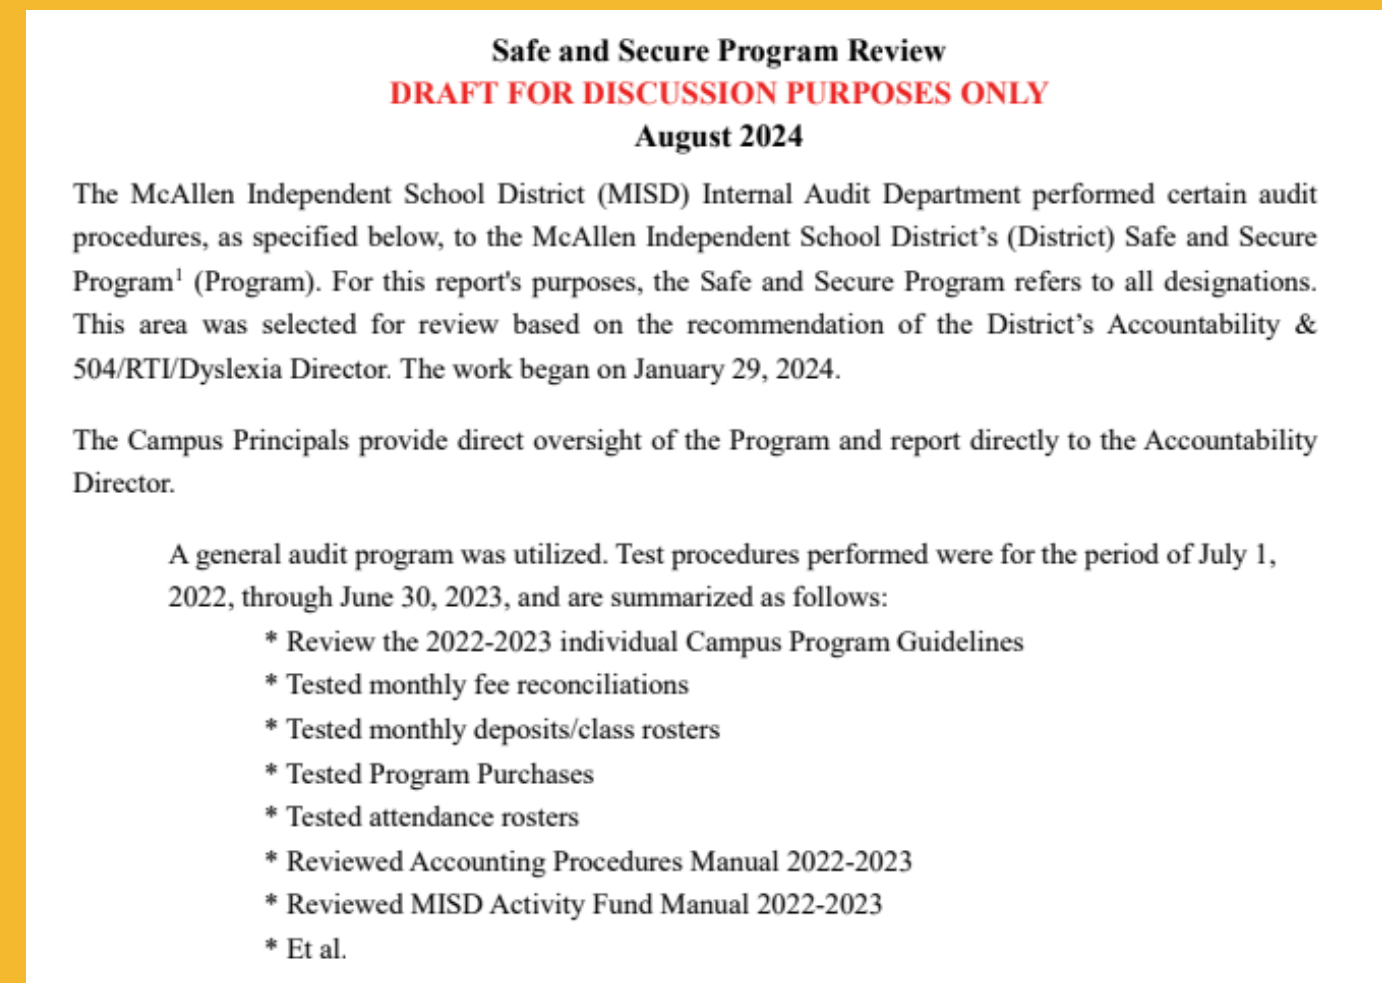 Safe and Secure Program Review
DRAFT FOR DISCUSSION PURPOSES ONLY
August 2024
The McAllen Independent School District (MISD) Internal Audit Department performed certain audit
procedures, as specified below, to the McAllen Independent School District’s (District) Safe and Secure
Program¹ (Program). For this report's purposes, the Safe and Secure Program refers to all designations.
This area was selected for review based on the recommendation of the District’s Accountability &
504/RTI/Dyslexia Director. The work began on January 29, 2024.
The Campus Principals provide direct oversight of the Program and report directly to the Accountability
Director.
A general audit program was utilized. Test procedures performed were for the period of July 1,
2022, through June 30, 2023, and are summarized as follows:
* Review the 2022-2023 individual Campus Program Guidelines
* Tested monthly fee reconciliations
* Tested monthly deposits/class rosters
* Tested Program Purchases
* Tested attendance rosters
* Reviewed Accounting Procedures Manual 2022-2023
* Reviewed MISD Activity Fund Manual 2022-2023
* Et al.